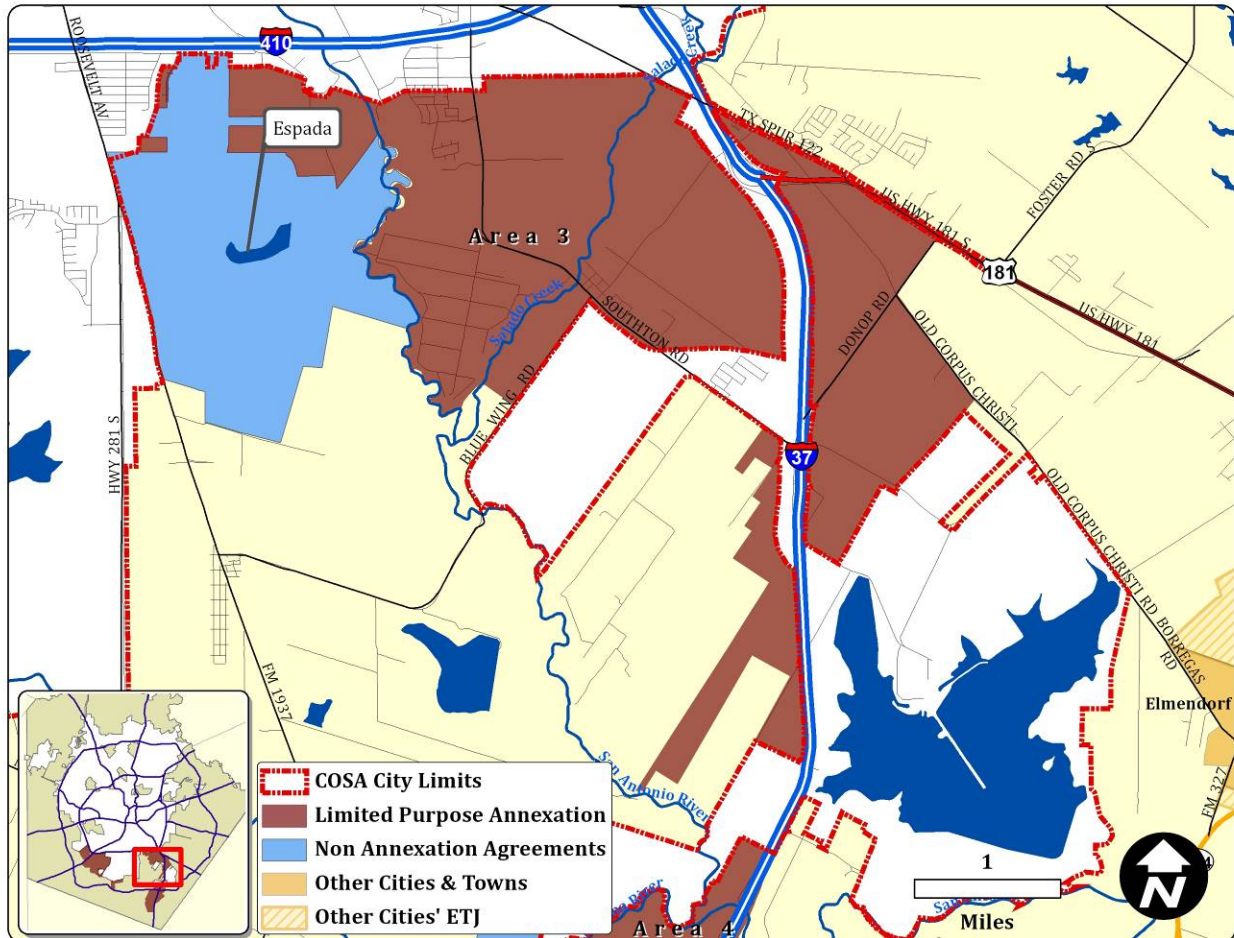 ROOSEVELT AV
410
Salado Creek
Espada
TX SPUR 122
US HWY 181 S
FOSTER RD S
181
US HWY 181
Area 3
Salado Creek
SOUTHTON RD
DONOP RD
OLD CORPUS CHRISTI
BLUE WING RD
HWY 281 S
37
OLD CORPUS CHRISTI RD
BORREGAS RD
FM 1937
Elmendorf
FM 327
San Antonio River
COSA City Limits
Limited Purpose Annexation
Non Annexation Agreements
Other Cities & Towns
Other Cities' ETJ
River
Area 4
1
Miles
N